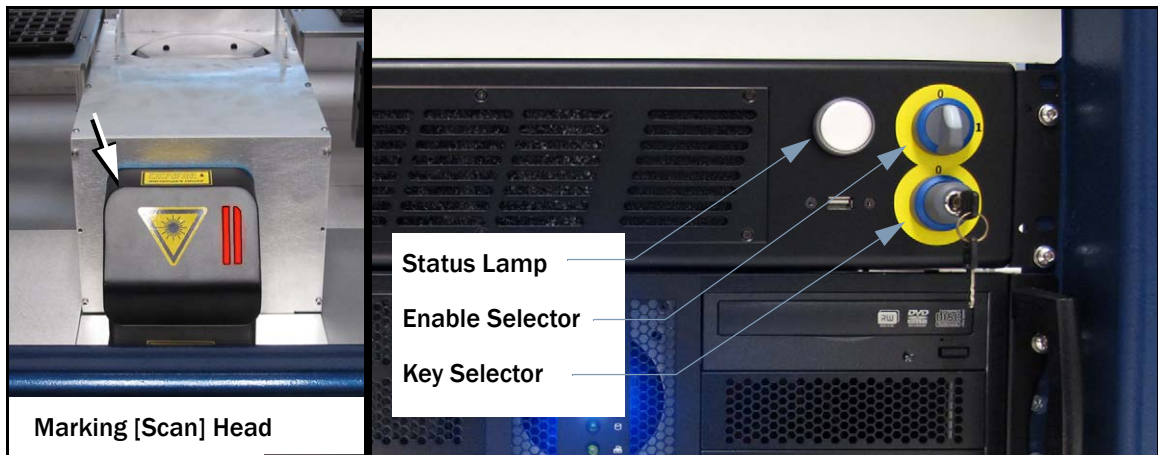 Marking [Scan] Head
0
1
0
Status Lamp
Enable Selector
Key Selector
RW
DVD